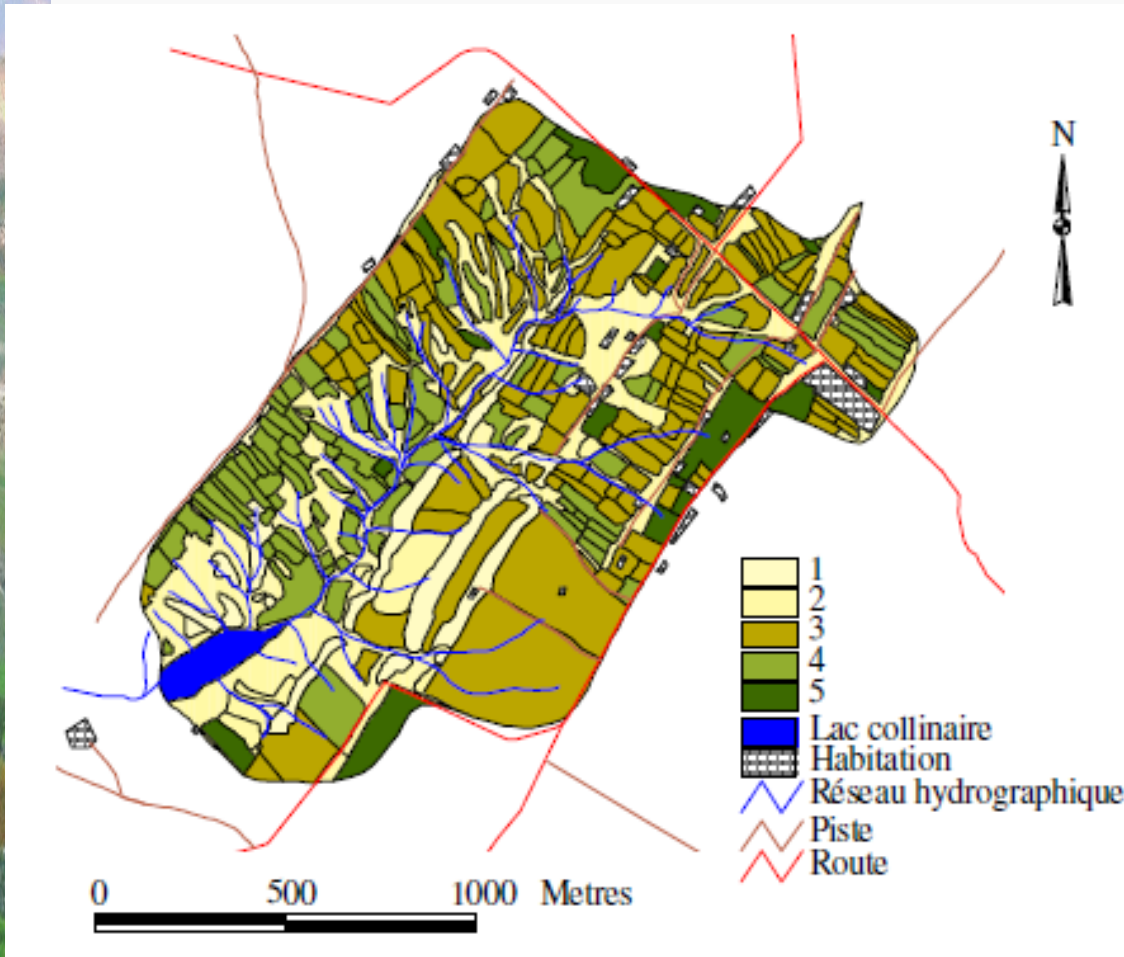 N
1
2
3
4
5
Lac collinaire
Habitation
Réseau hydrographique
Piste
Route
0 500 1000 Metres